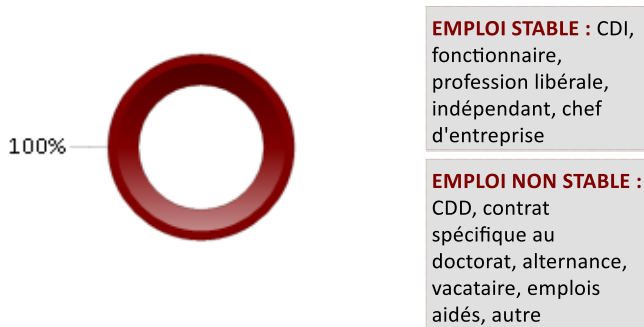 100%
EMPLOI STABLE : CDI,
fonctionnaire,
profession libérale,
indépendant, chef
d'entreprise
EMPLOI NON STABLE :
CDD, contrat
spécifique au
doctorat, alternance,
vacataire, emplois
aidés, autre